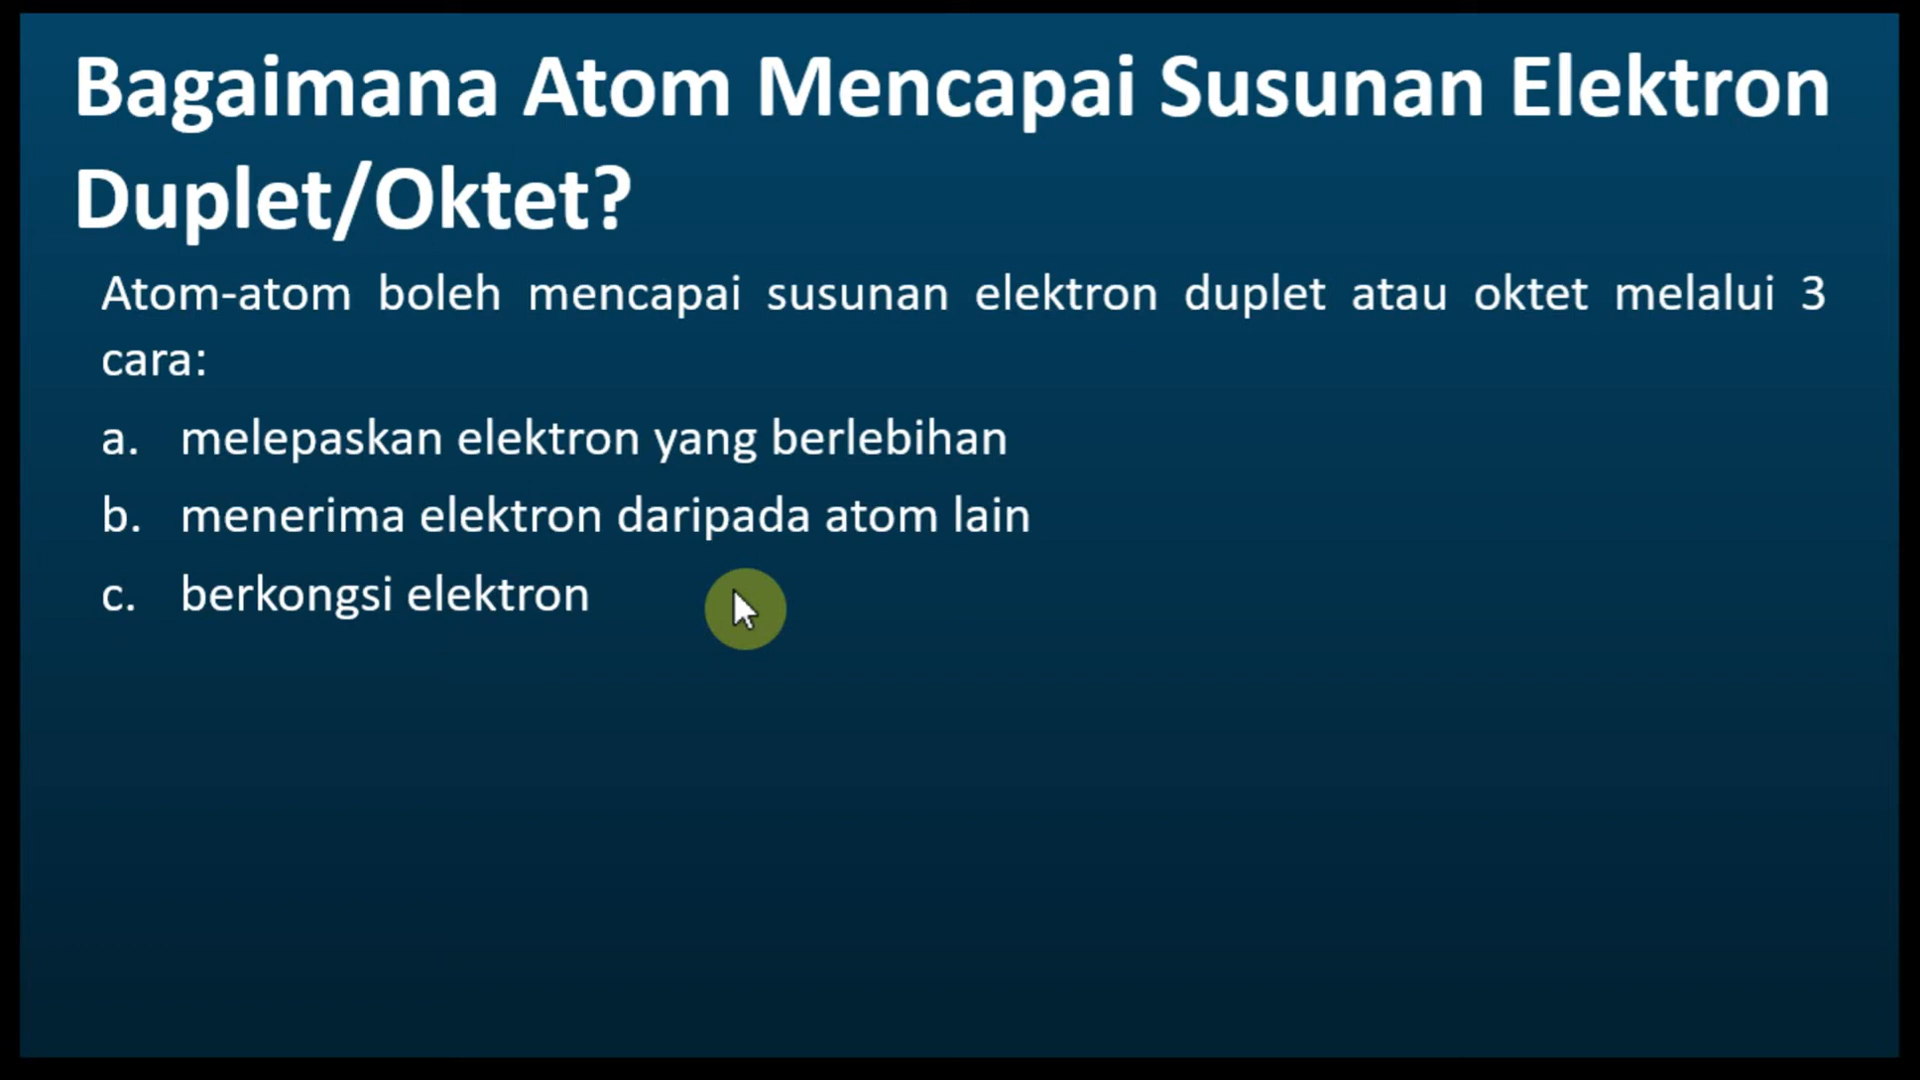 Bagaimana Atom Mencapai Susunan Elektron
Duplet/Oktet?
Atom-atom boleh mencapai susunan elektron duplet atau oktet melalui 3
cara:
a. melepaskan elektron yang berlebihan
b. menerima elektron daripada atom lain
c. berkongsi elektron